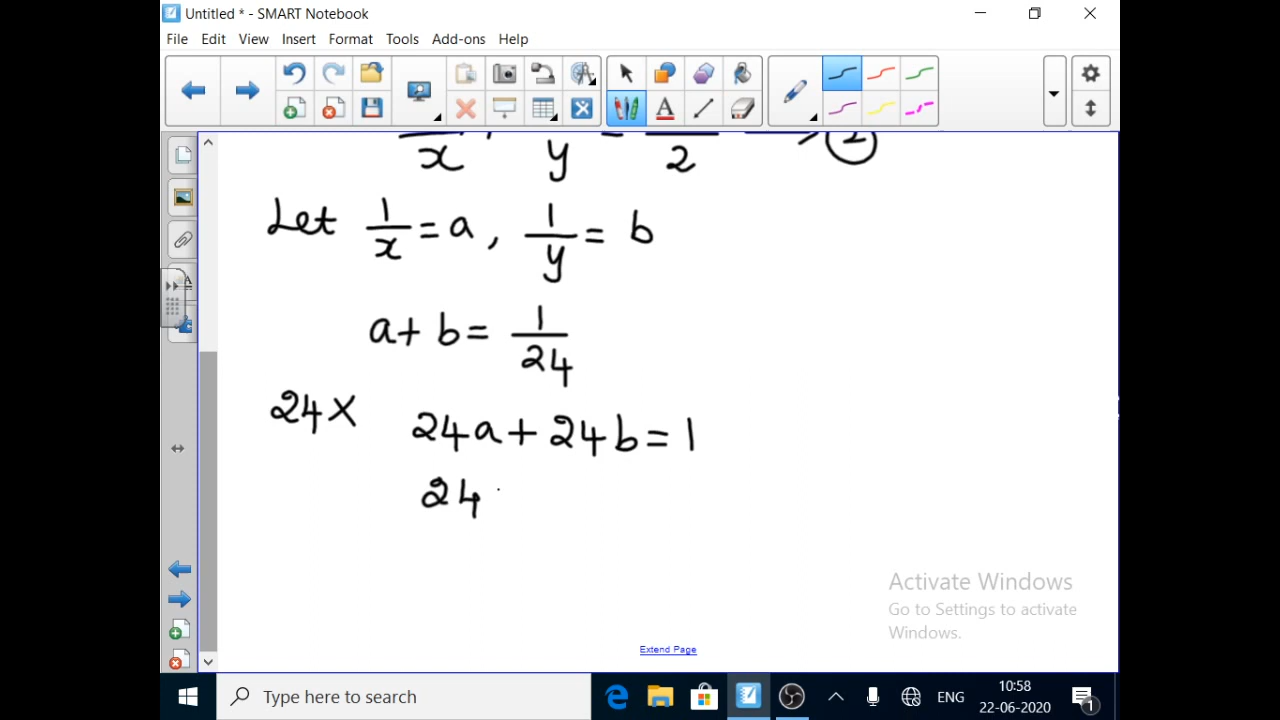 Untitled * - SMART Notebook
File Edit View Insert Format Tools Add-ons Help
x y = 2
Let 1/x = a, 1/y = b
a + b = 1/24
24 X 24a + 24b = 1
24
Activate Windows
Go to Settings to activate
Windows.
Extend Page
Type here to search
ENG
10:58
22-06-2020
1